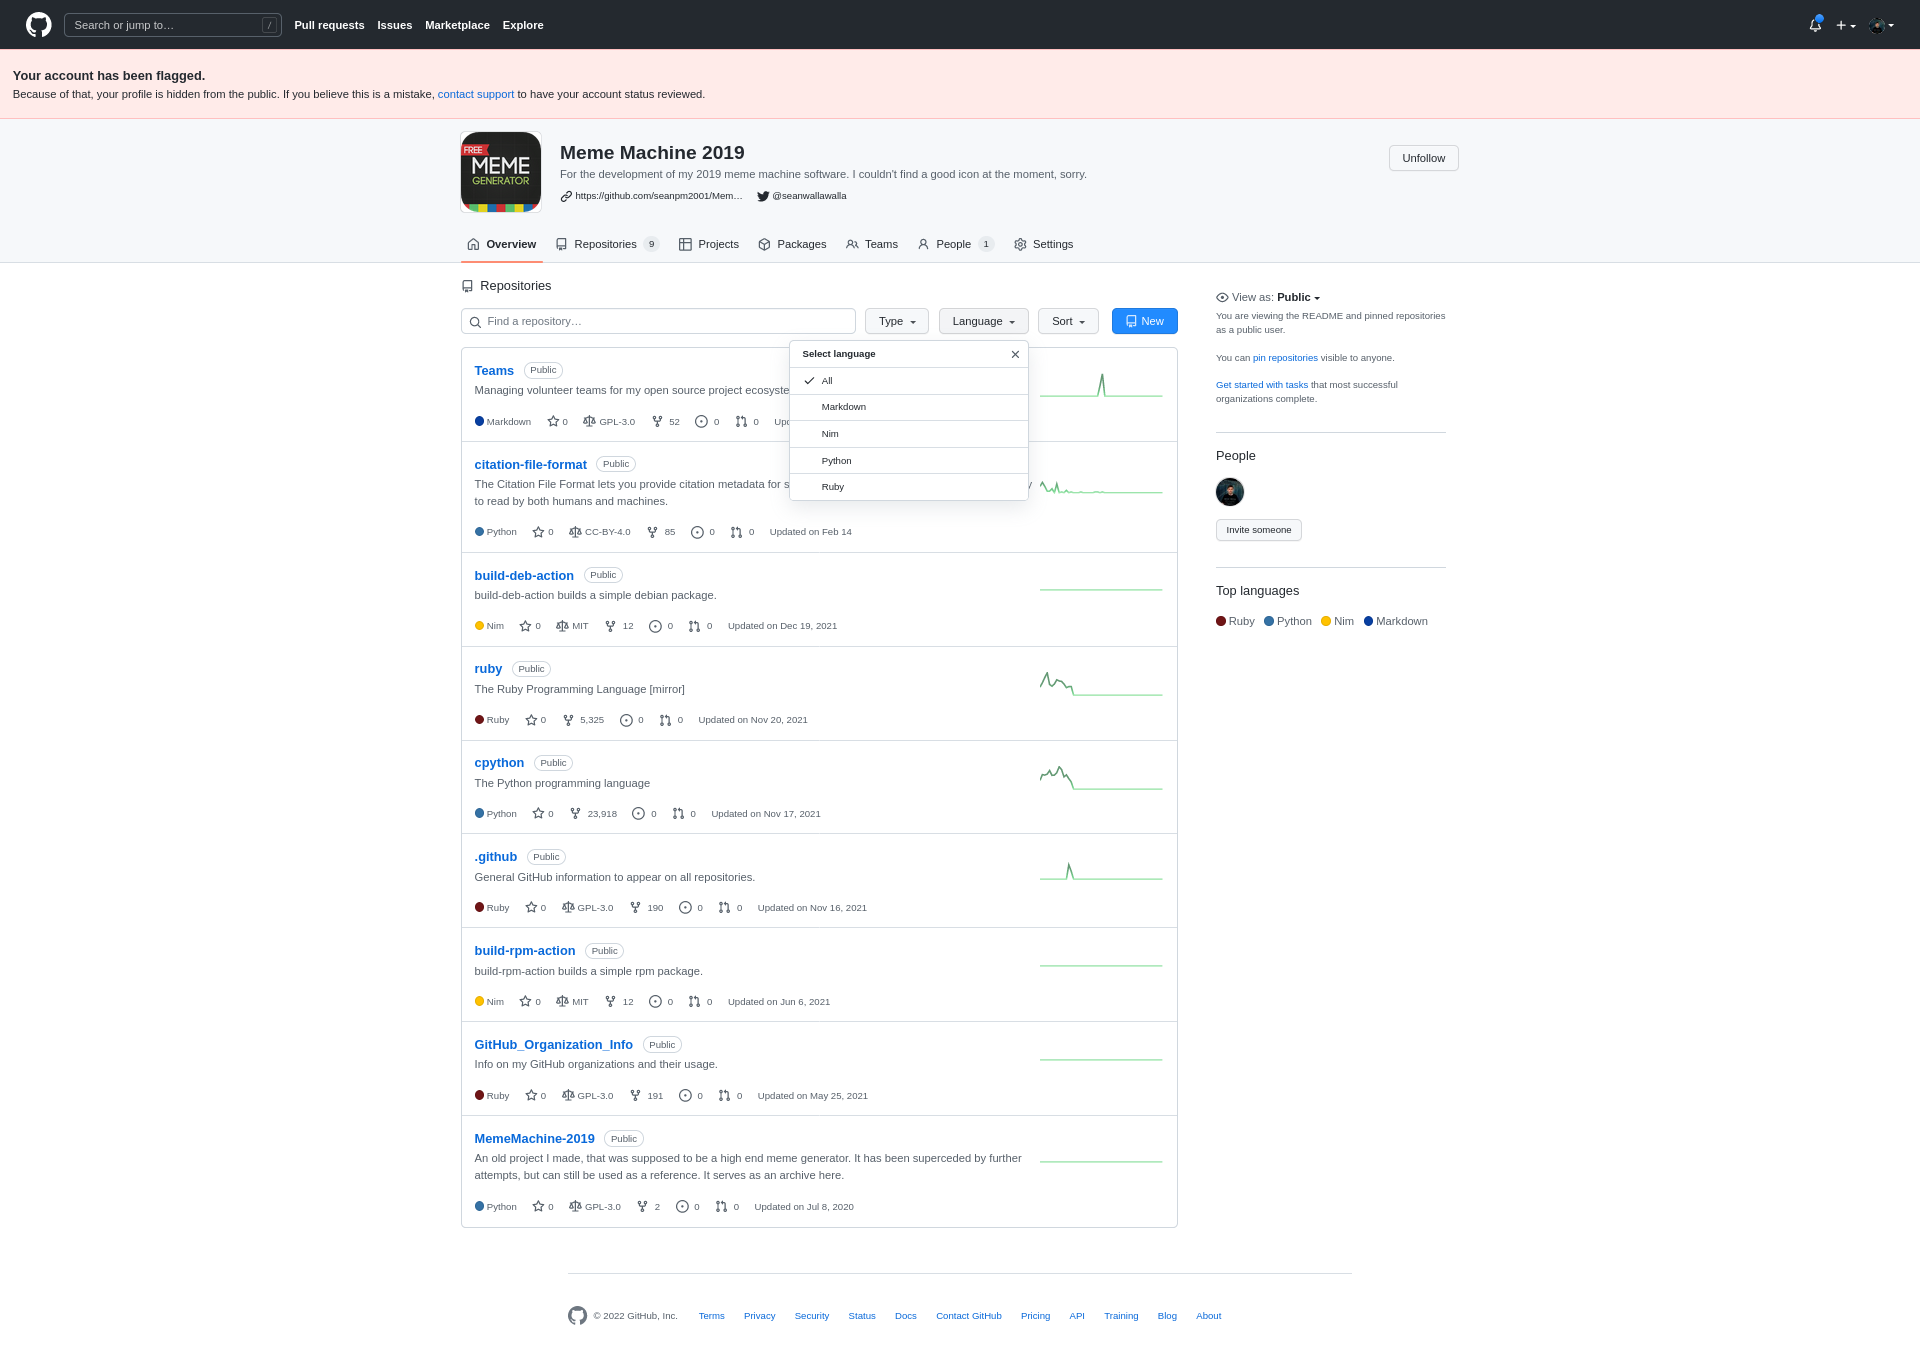 Search or jump to… /
Pull requests Issues Marketplace Explore
Your account has been flagged.
Because of that, your profile is hidden from the public. If you believe this is a mistake, contact support to have your account status reviewed.
FREE
MEME
GENERATOR
Meme Machine 2019
For the development of my 2019 meme machine software. I couldn't find a good icon at the moment, sorry.
https://github.com/seanpm2001/Mem… @seanwallawalla
Unfollow
Overview Repositories 9 Projects Packages Teams People 1 Settings
Repositories
Find a repository… Type Language Sort New
Select language
All
Markdown
Nim
Python
Ruby
Teams Public
Managing volunteer teams for my open source project ecosyste
Markdown 0 GPL-3.0 52 0 0
citation-file-format Public
The Citation File Format lets you provide citation metadata for s y
to read by both humans and machines.
Python 0 CC-BY-4.0 85 0 0 Updated on Feb 14
build-deb-action Public
build-deb-action builds a simple debian package.
Nim 0 MIT 12 0 0 Updated on Dec 19, 2021
ruby Public
The Ruby Programming Language [mirror]
Ruby 0 5,325 0 0 Updated on Nov 20, 2021
cpython Public
The Python programming language
Python 0 23,918 0 0 Updated on Nov 17, 2021
.github Public
General GitHub information to appear on all repositories.
Ruby 0 GPL-3.0 190 0 0 Updated on Nov 16, 2021
build-rpm-action Public
build-rpm-action builds a simple rpm package.
Nim 0 MIT 12 0 0 Updated on Jun 6, 2021
GitHub_Organization_Info Public
Info on my GitHub organizations and their usage.
Ruby 0 GPL-3.0 191 0 0 Updated on May 25, 2021
MemeMachine-2019 Public
An old project I made, that was supposed to be a high end meme generator. It has been superceded by further
attempts, but can still be used as a reference. It serves as an archive here.
Python 0 GPL-3.0 2 0 0 Updated on Jul 8, 2020
View as: Public
You are viewing the README and pinned repositories
as a public user.
You can pin repositories visible to anyone.
Get started with tasks that most successful
organizations complete.
People
Invite someone
Top languages
Ruby Python Nim Markdown
© 2022 GitHub, Inc. Terms Privacy Security Status Docs Contact GitHub Pricing API Training Blog About